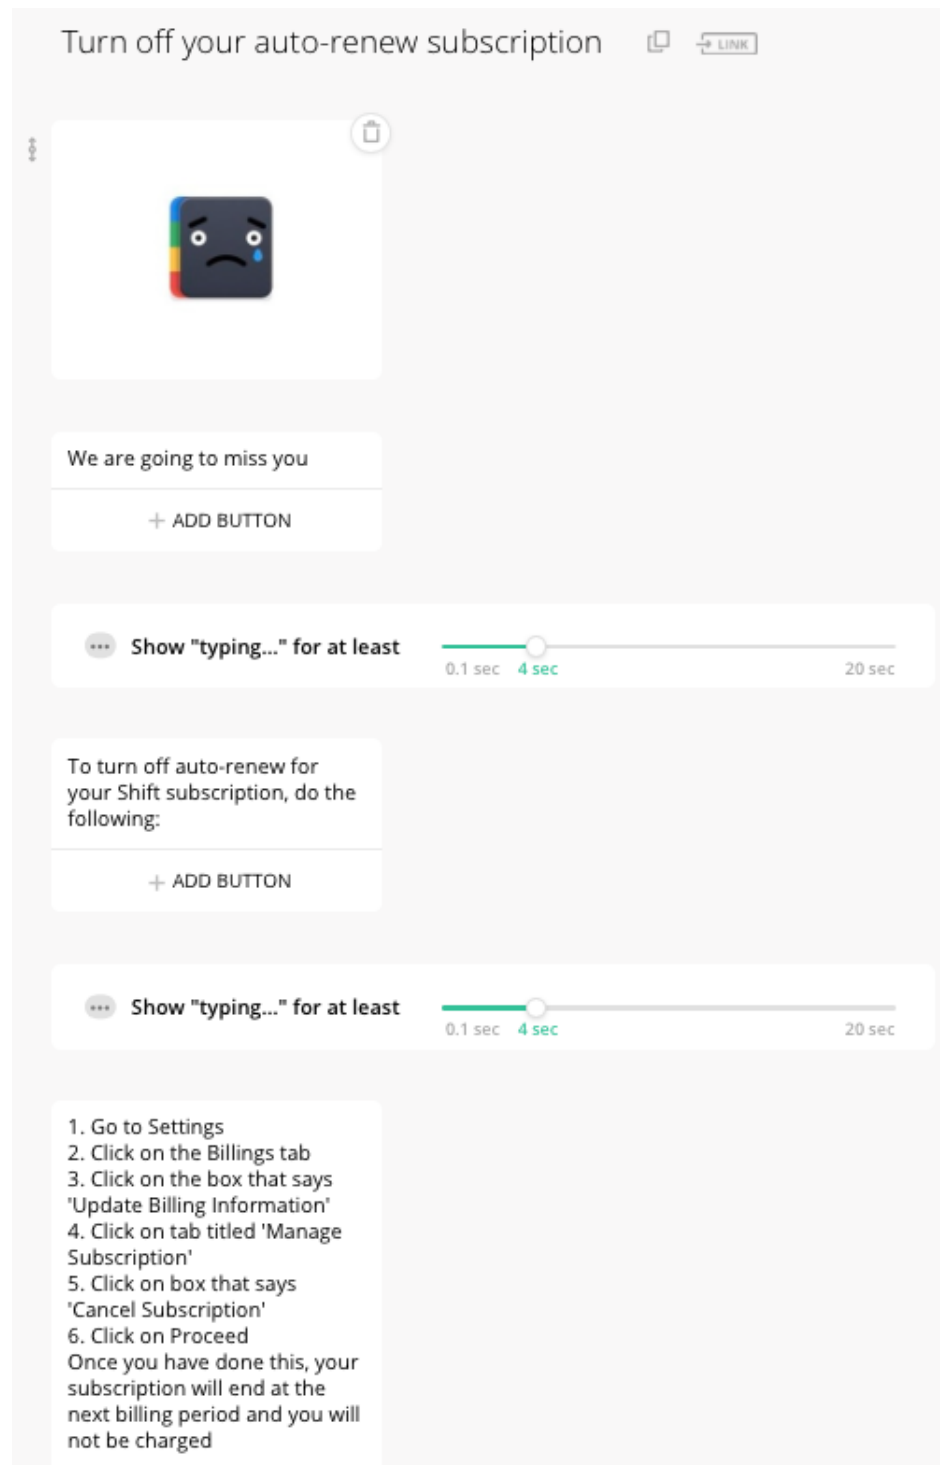 Turn off your auto-renew subscription
LINK
We are going to miss you
+ ADD BUTTON
Show "typing..." for at least
0.1 sec 4 sec 20 sec
To turn off auto-renew for
your Shift subscription, do the
following:
+ ADD BUTTON
Show "typing..." for at least
0.1 sec 4 sec 20 sec
1. Go to Settings
2. Click on the Billings tab
3. Click on the box that says
'Update Billing Information'
4. Click on tab titled 'Manage
Subscription'
5. Click on box that says
'Cancel Subscription'
6. Click on Proceed
Once you have done this, your
subscription will end at the
next billing period and you will
not be charged